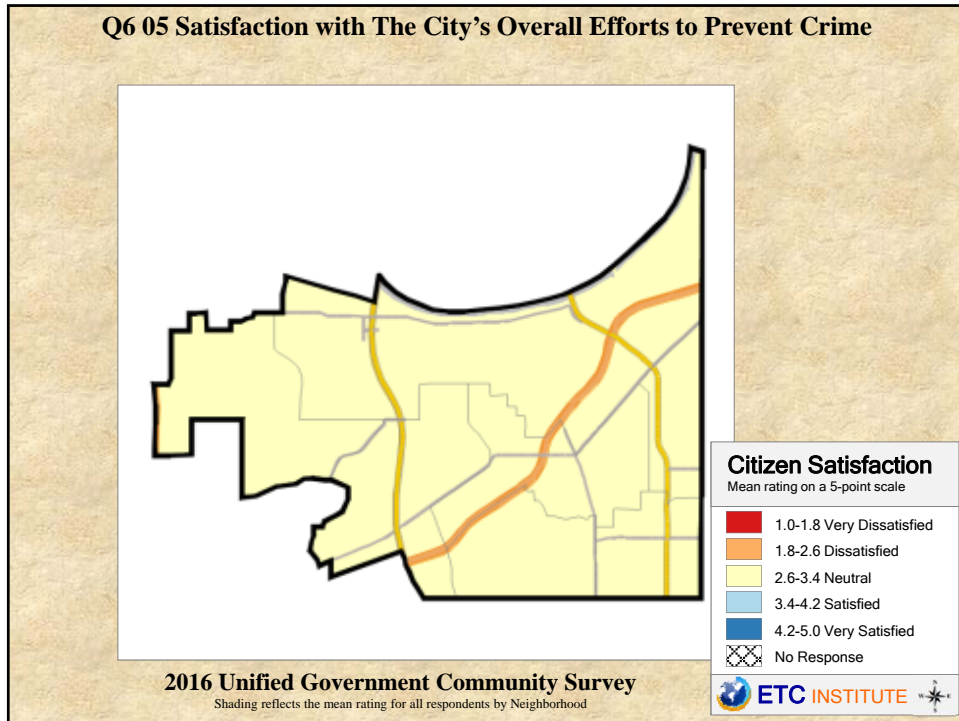 Q6 05 Satisfaction with The City's Overall Efforts to Prevent Crime
Citizen Satisfaction
Mean rating on a 5-point scale
1.0-1.8 Very Dissatisfied
1.8-2.6 Dissatisfied
2.6-3.4 Neutral
3.4-4.2 Satisfied
4.2-5.0 Very Satisfied
No Response
2016 Unified Government Community Survey
Shading reflects the mean rating for all respondents by Neighborhood
ETC INSTITUTE
N
W E
S